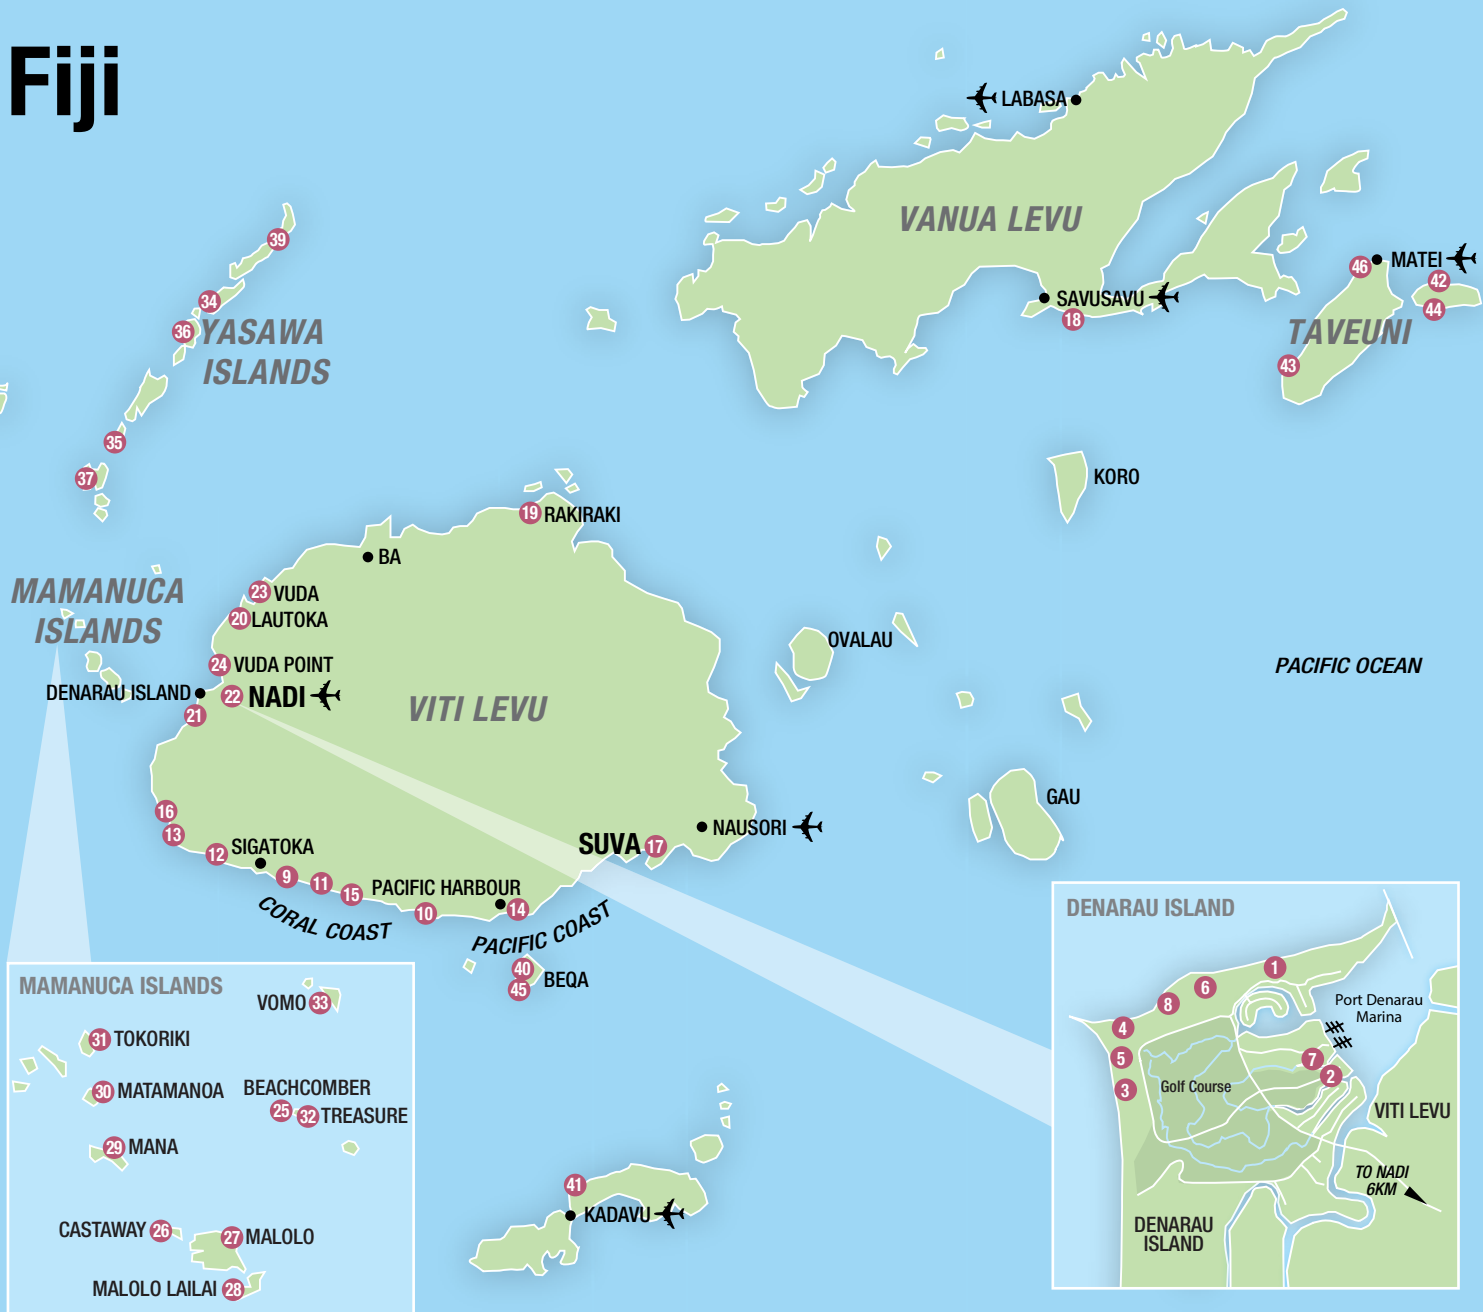 Fiji
LABASA
VANUA LEVU
39
46
MATEI
42
34
SAVUSAVU
44
18
36
YASAWA
ISLANDS
TAVEUNI
43
35
37
KORO
19 RAKIRAKI
BA
MAMANUCA
ISLANDS
23 VUDA
20 LAUTOKA
OVALAU
24 VUDA POINT
PACIFIC OCEAN
DENARAU ISLAND
22 NADI
VITI LEVU
21
GAU
16
13
NAUSORI
SUVA 17
12
SIGATOKA
9
11
15
PACIFIC HARBOUR
10
14
CORAL COAST
PACIFIC COAST
40
BEQA
45
41
KADAVU
MAMANUCA ISLANDS
VOMO 33
31 TOKORIKI
30 MATAMANOA
BEACHCOMBER
25
32 TREASURE
29 MANA
CASTAWAY 26
27 MALOLO
MALOLO LAILAI 28
DENARAU ISLAND
1
6
8
Port Denarau
Marina
4
5
7
3
Golf Course
2
VITI LEVU
TO NADI
6KM
DENARAU
ISLAND